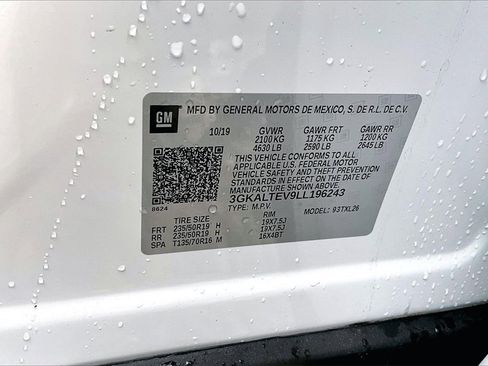 GM
MFD BY GENERAL MOTORS DE MEXICO, S. DE R.L. DE C.V.
10/19 GVWR GAWR FRT GAWR RR
2100 KG 1175 KG 1200 KG
4630 LB 2590 LB 2645 LB
THIS VEHICLE CONFORMS TO ALL
APPLICABLE U.S. FEDERAL MOTOR
VEHICLE SAFETY AND THEFT
PREVENTION STANDARDS IN
EFFECT ON THE DATE OF
MANUFACTURE SHOWN ABOVE.
3GKALTEV9LL196243
8624 TYPE: M.P.V. MODEL: 93TXL26
TIRE SIZE RIM
FRT 235/50R19 H 19X7.5J
RR 235/50R19 H 19X7.5J
SPA T135/70R16 M 16X4BT